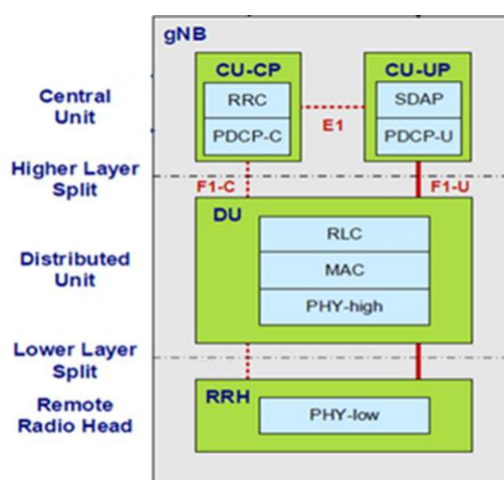 gNB
CU-CP
CU-UP
Central
Unit
RRC
PDCP-C
E1
SDAP
PDCP-U
Higher Layer
Split
F1-C
F1-U
DU
Distributed
Unit
RLC
MAC
PHY-high
Lower Layer
Split
Remote
Radio Head
RRH
PHY-low